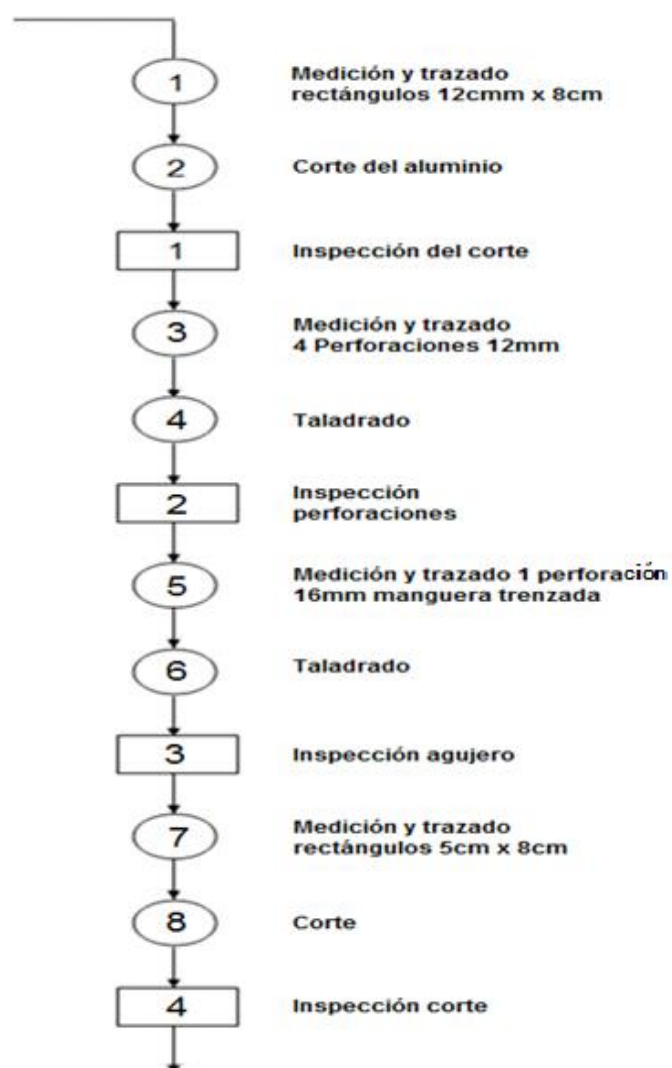 1
Medición y trazado
rectángulos 12cmm x 8cm
2
Corte del aluminio
1
Inspección del corte
3
Medición y trazado
4 Perforaciones 12mm
4
Taladrado
2
Inspección
perforaciones
5
Medición y trazado 1 perforación
16mm manguera trenzada
6
Taladrado
3
Inspección agujero
7
Medición y trazado
rectángulos 5cm x 8cm
8
Corte
4
Inspección corte